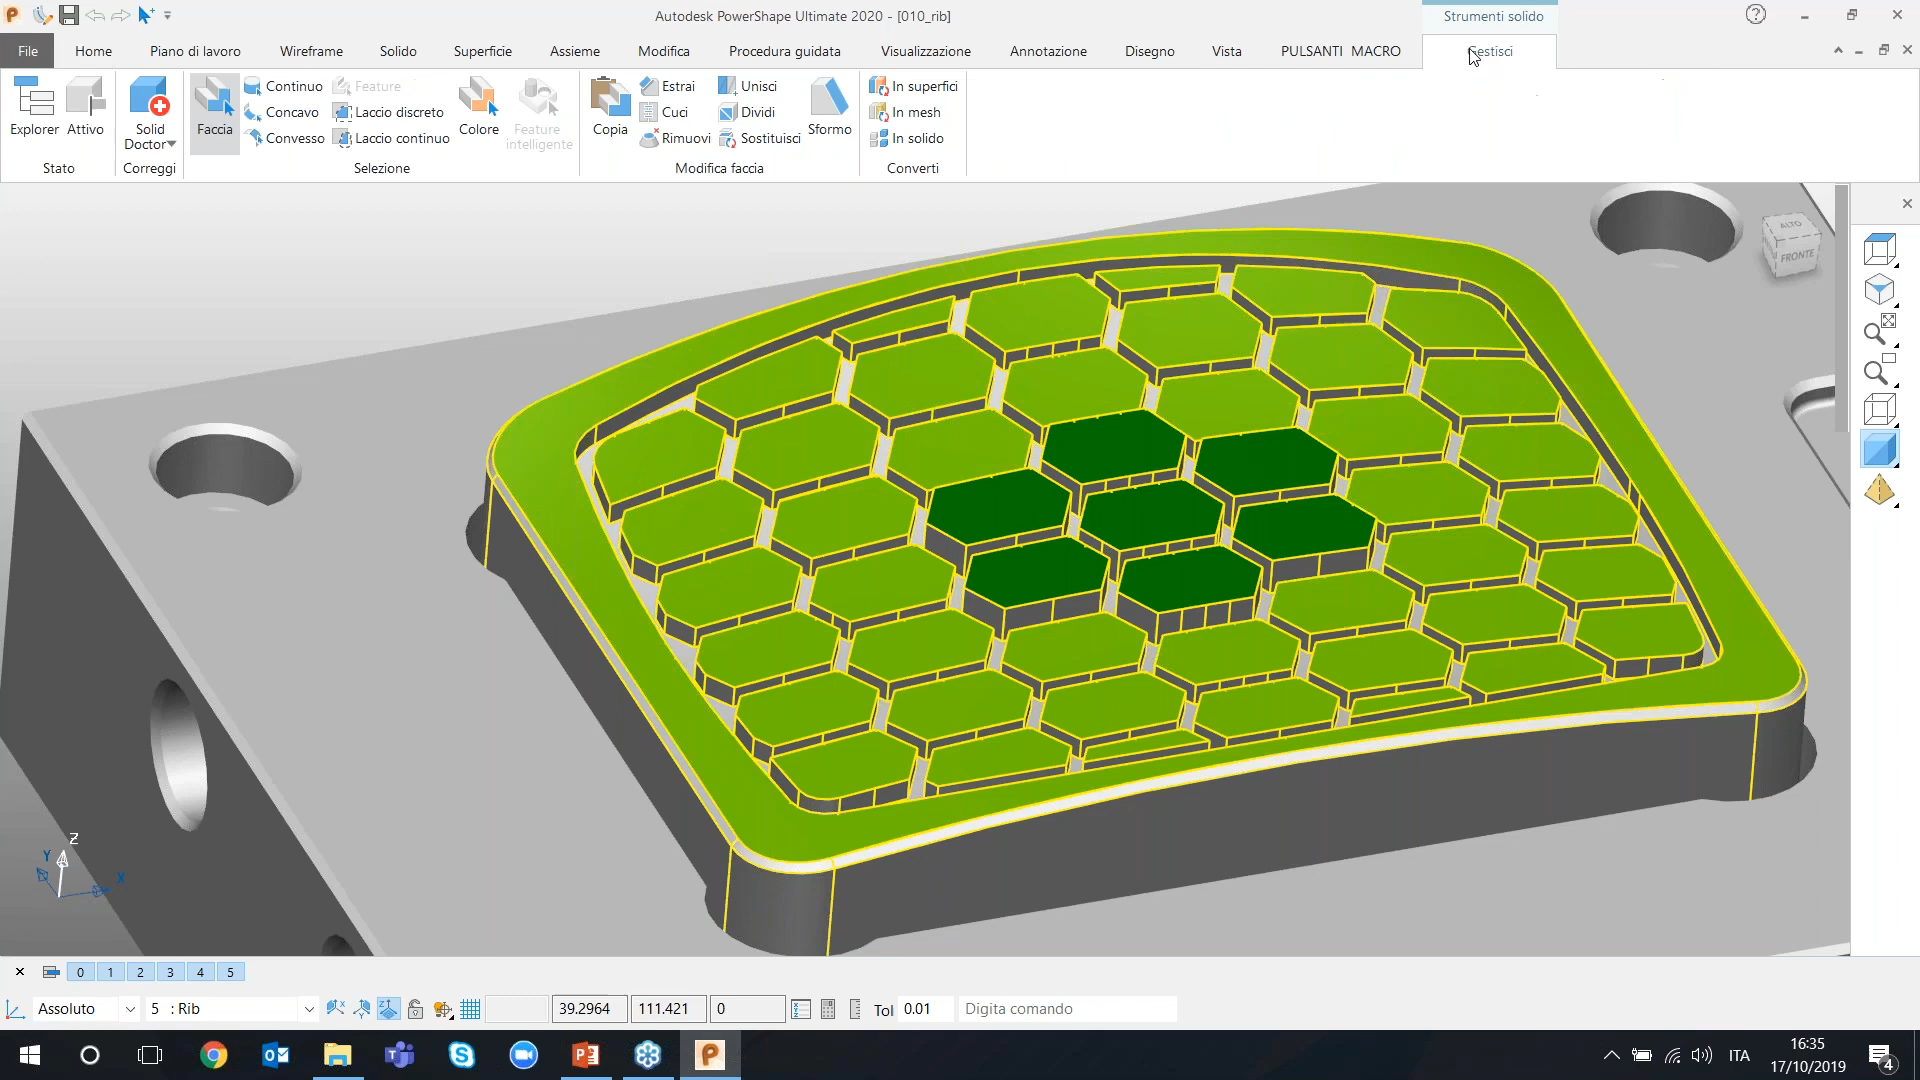 Autodesk PowerShape Ultimate 2020 - [010_rib]
Strumenti solido
File
Home
Piano di lavoro
Wireframe
Solido
Superficie
Assieme
Modifica
Procedura guidata
Visualizzazione
Annotazione
Disegno
Vista
PULSANTI MACRO
Gestisci
Explorer
Attivo
Stato
Solid Doctor
Correggi
Faccia
Continuo
Concavo
Convesso
Feature
Laccio discreto
Laccio continuo
Colore
Feature intelligente
Selezione
Copia
Estrai
Cuci
Rimuovi
Unisci
Dividi
Sostituisci
Sformo
Modifica faccia
In superfici
In mesh
In solido
Converti
ALTO
FRONTE
Z
Y
X
0 1 2 3 4 5
Assoluto
5 : Rib
39.2964
111.421
0
Tol 0.01
Digita comando
ITA
16:35
17/10/2019
4